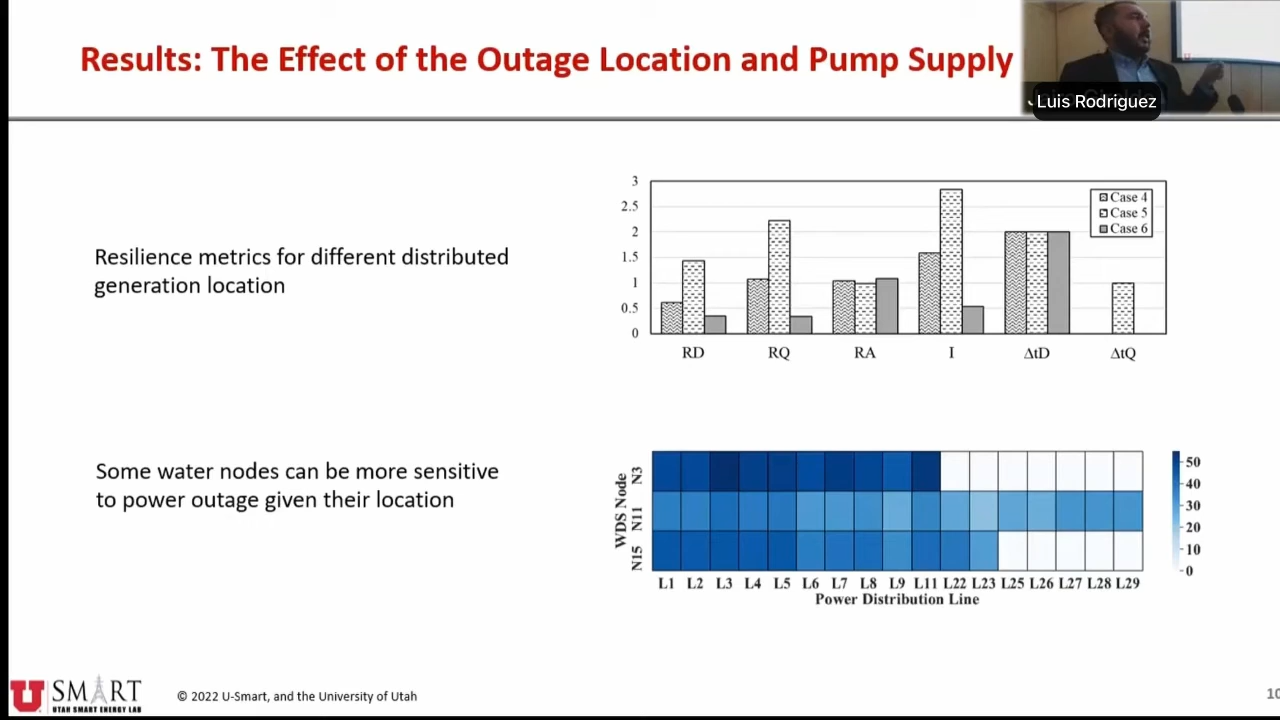 Results: The Effect of the Outage Location and Pump Supply
Luis Rodriguez
Resilience metrics for different distributed
generation location
3
2.5
2
1.5
1
0.5
0
Case 4
Case 5
Case 6
RD RQ RA I ΔtD ΔtQ
Some water nodes can be more sensitive
to power outage given their location
WDS Node
N3
N11
N15
50
40
30
20
10
0
L1 L2 L3 L4 L5 L6 L7 L8 L9 L11 L22 L23 L25 L26 L27 L28 L29
Power Distribution Line
U SMART
UTAH SMART ENERGY LAB
© 2022 U-Smart, and the University of Utah
10